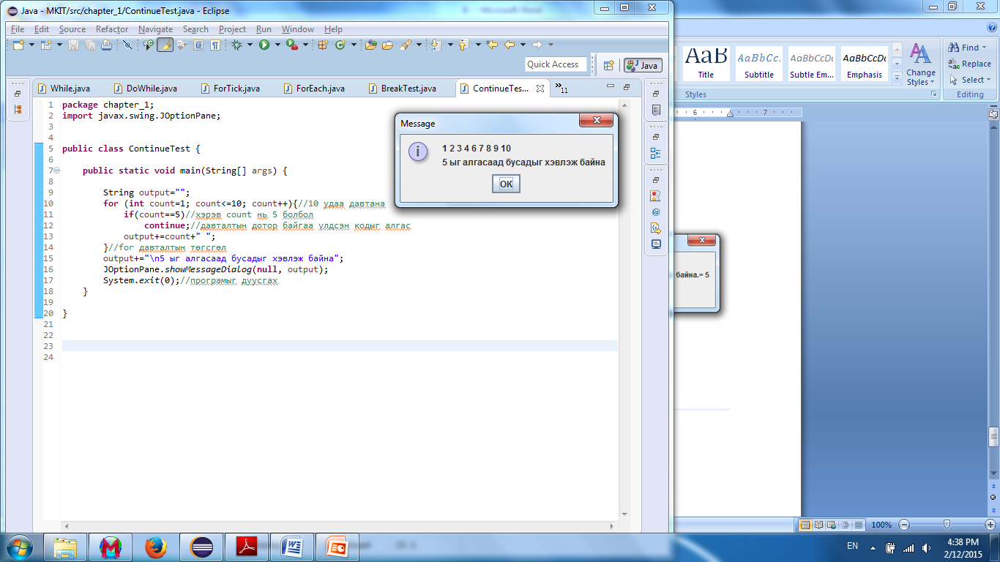 Java - MKIT/src/chapter_1/ContinueTest.java - Eclipse
File Edit Source Refactor Navigate Search Project Run Window Help
Quick Access
Java
While.java DoWhile.java ForTick.java ForEach.java BreakTest.java ContinueTes... »11
1 package chapter_1;
2 import javax.swing.JOptionPane;
3
4
5 public class ContinueTest {
6
7 public static void main(String[] args) {
8
9 String output="";
10 for (int count=1; count<=10; count++){//10 удаа давтана
11 if(count==5)//хэрэв count нь 5 болбол
12 continue;//давталтын дотор байгаа үлдсэн кодыг алгас
13 output+=count+" ";
14 }//for давталтын төгсгөл
15 output+="\n5 ыг алгасаад бусадыг хэвлэж байна";
16 JOptionPane.showMessageDialog(null, output);
17 System.exit(0);//програмыг дуусгах
18 }
19
20 }
21
22
23
24
Message
1 2 3 4 6 7 8 9 10
5 ыг алгасаад бусадыг хэвлэж байна
OK
AaB AaBbCc. AaBbCcDc AaBbCcDc
Title Subtitle Subtle Em... Emphasis
Change Styles
Styles
Find
Replace
Select
Editing
6 7
байна.= 5
100%
EN
4:38 PM
2/12/2015